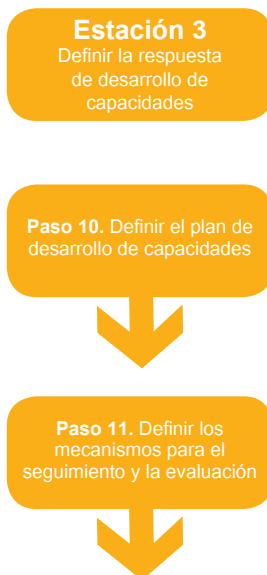 Estación 3
Definir la respuesta
de desarrollo de
capacidades
Paso 10. Definir el plan de
desarrollo de capacidades
Paso 11. Definir los
mecanismos para el
seguimiento y la evaluación